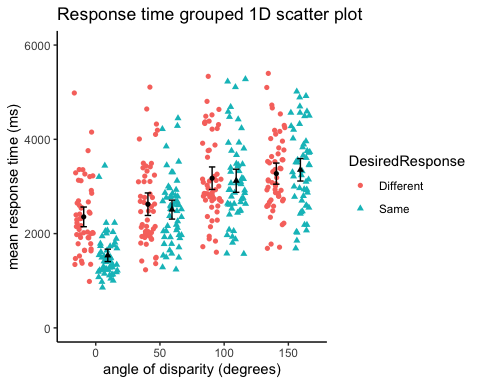 Response time grouped 1D scatter plot
6000
4000
2000
0
mean response time (ms)
0
50
100
150
angle of disparity (degrees)
DesiredResponse
Different
Same